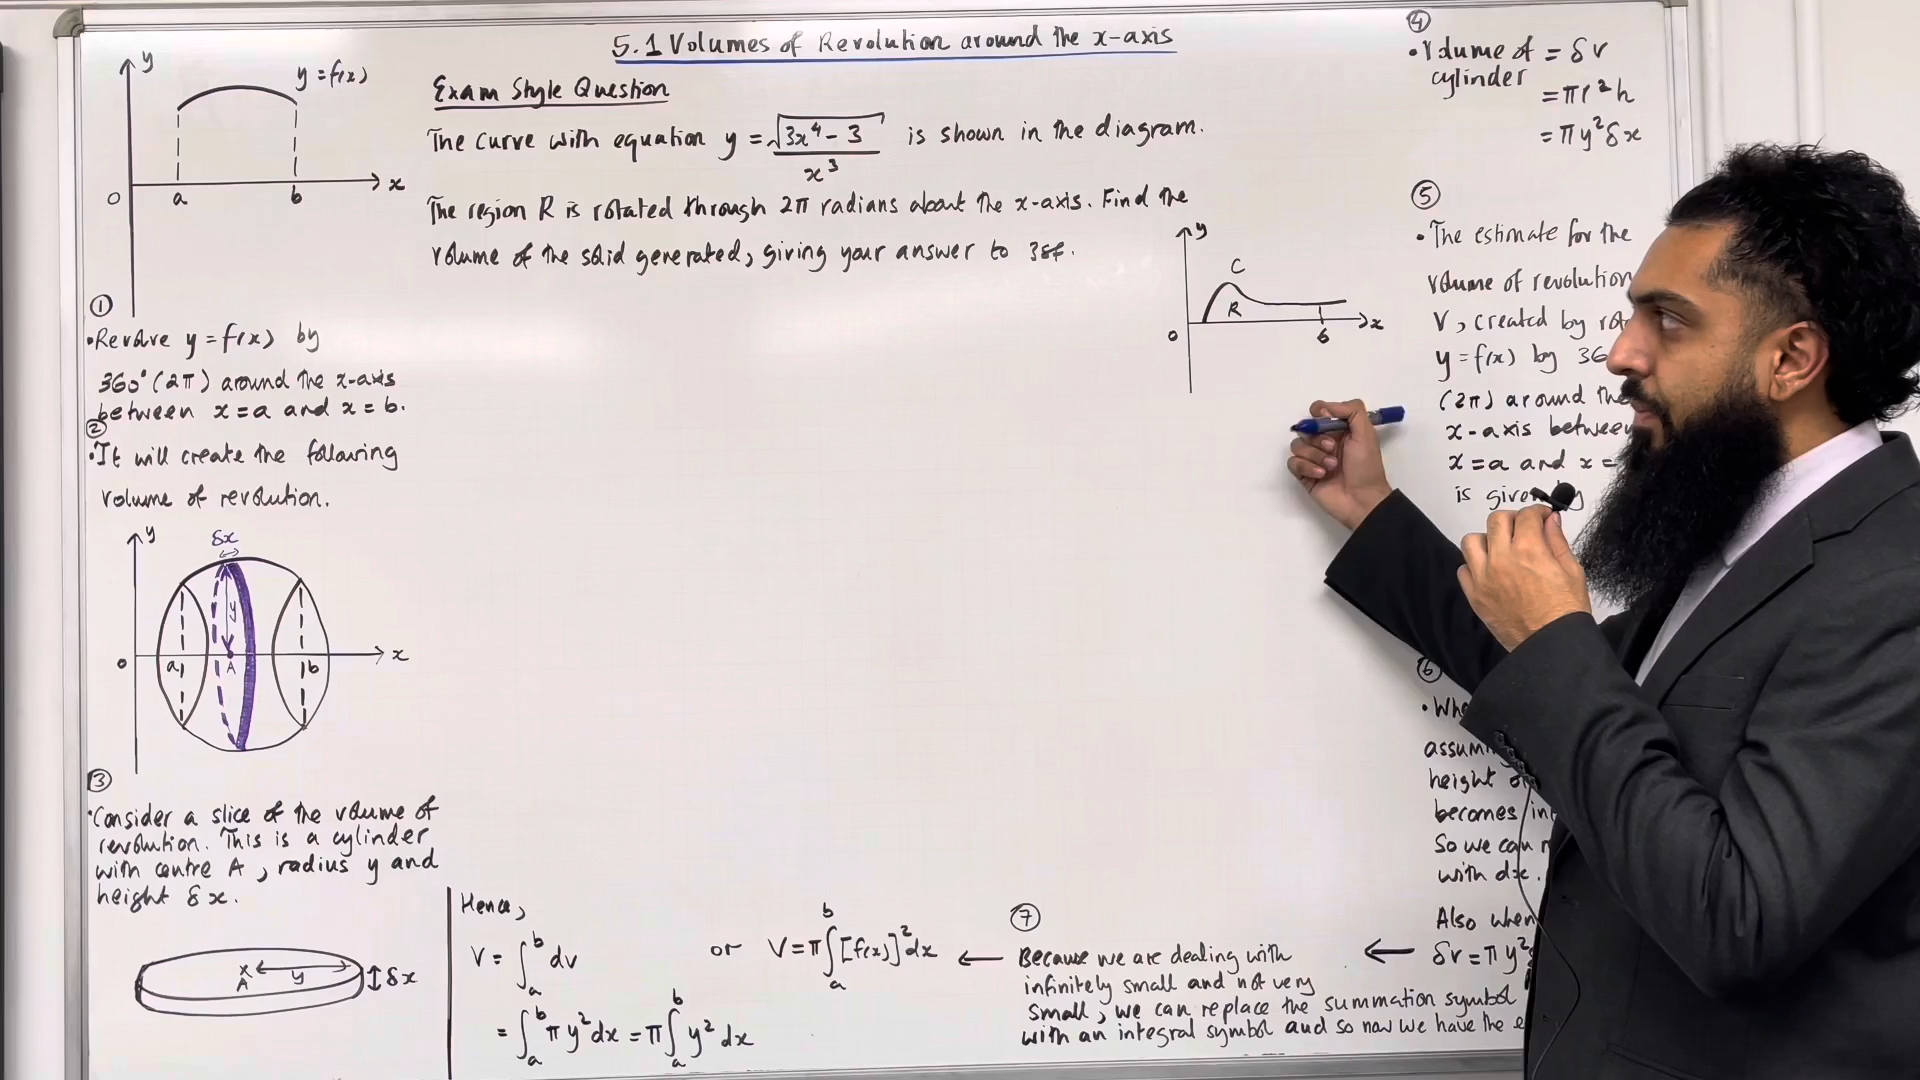 5.1 Volumes of Revolution around the x-axis
y
y = f(x)
0
a
b
x
Exam Style Question
The curve with equation y = √(3x⁴ - 3) / x³ is shown in the diagram.
The region R is rotated through 2π radians about the x-axis. Find the
volume of the solid generated, giving your answer to 3sf.
y
C
R
0
6
x
①
• Revolve y = f(x) by
360° (2π) around the x-axis
between x = a and x = b.
②
• It will create the following
volume of revolution.
y
δx
y
0
a
A
b
x
③
• Consider a slice of the volume of
revolution. This is a cylinder
with centre A, radius y and
height δx.
x
A
y
δx
④
• Volume of = δv
cylinder
= πr²h
= πy²δx
⑤
• The estimate for the
volume of revolution
V, created by
y = f(x) by
(2π) around the
x-axis between
x = a and x =
is given by
⑥
•
height
becomes
So we can
with dx.
Also when
← δv = πy²
⑦
Because we are dealing with
infinitely small and not very
small, we can replace the summation symbol
with an integral symbol and so now we have the
Hence,
V = ∫ₐᵇ dv
= ∫ₐᵇ πy² dx = π∫ₐᵇ y² dx
or V = π∫ₐᵇ [f(x)]² dx ←